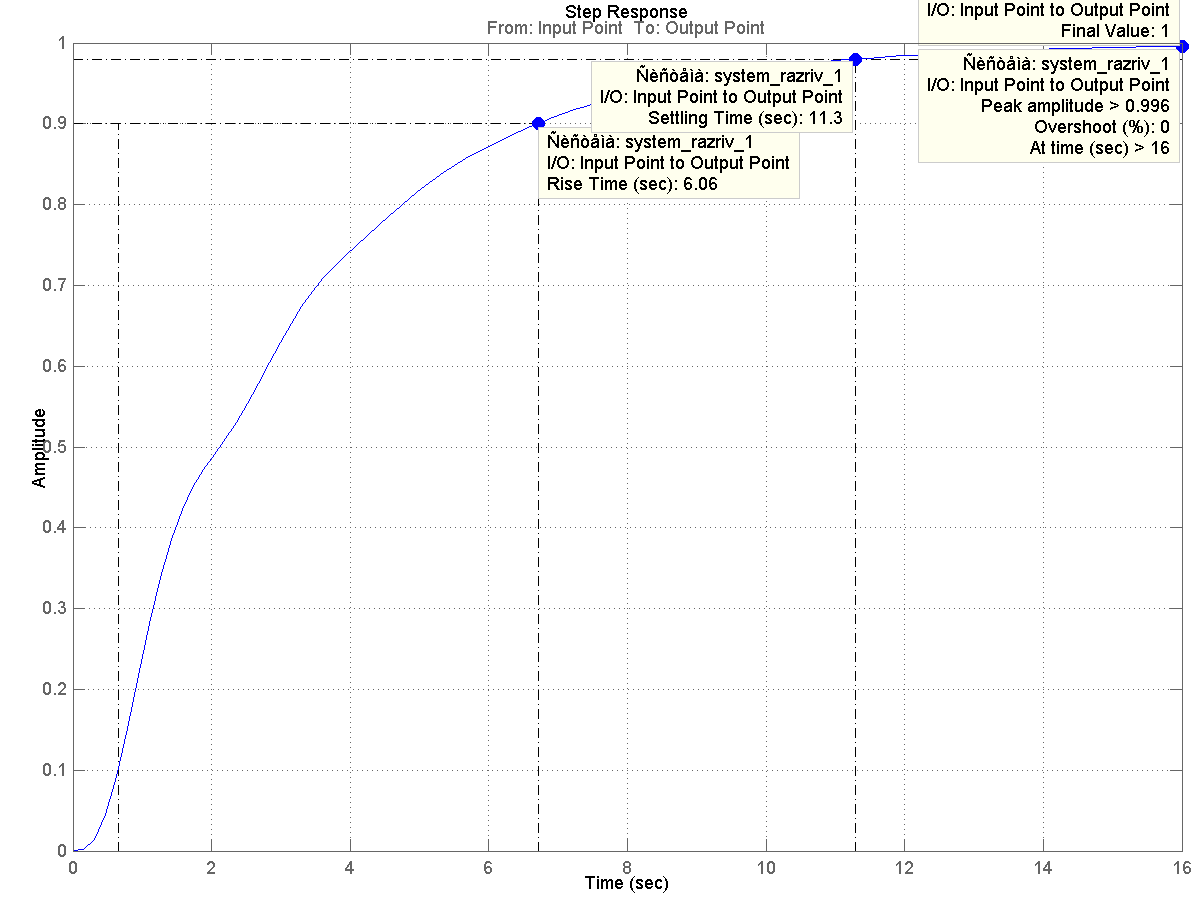 Step Response
From: Input Point  To: Output Point
I/O: Input Point to Output Point
Final Value: 1
Ñèñòåìà: system_razriv_1
I/O: Input Point to Output Point
Peak amplitude > 0.996
Overshoot (%): 0
At time (sec) > 16
Ñèñòåìà: system_razriv_1
I/O: Input Point to Output Point
Settling Time (sec): 11.3
Ñèñòåìà: system_razriv_1
I/O: Input Point to Output Point
Rise Time (sec): 6.06
1
0.9
0.8
0.7
0.6
0.5
0.4
0.3
0.2
0.1
0
Amplitude
0 2 4 6 8 10 12 14 16
Time (sec)